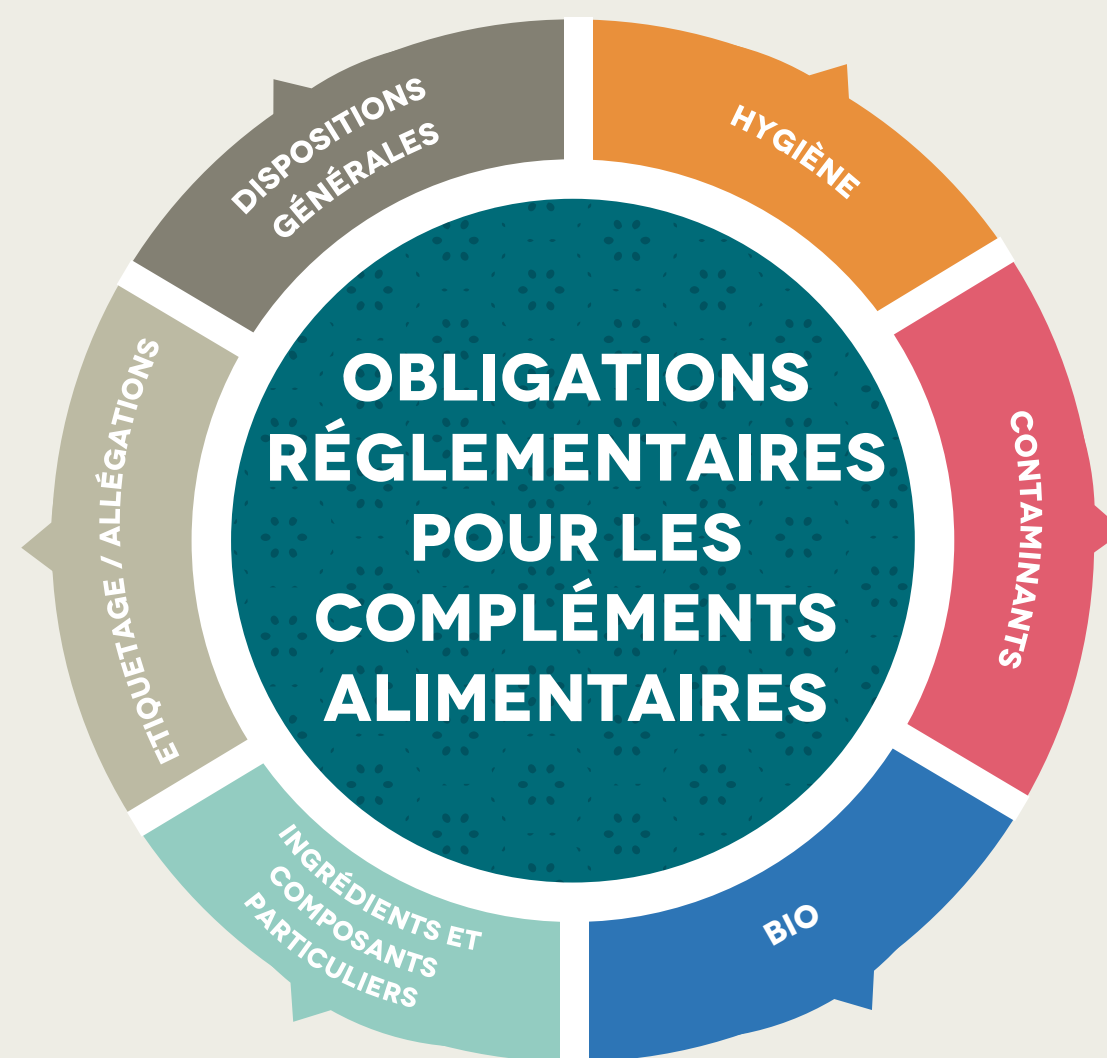 DISPOSITIONS
GÉNÉRALES
HYGIÈNE
CONTAMINANTS
BIO
INGRÉDIENTS ET
COMPOSANTS
PARTICULIERS
ETIQUETAGE / ALLÉGATIONS
OBLIGATIONS
RÉGLEMENTAIRES
POUR LES
COMPLÉMENTS
ALIMENTAIRES